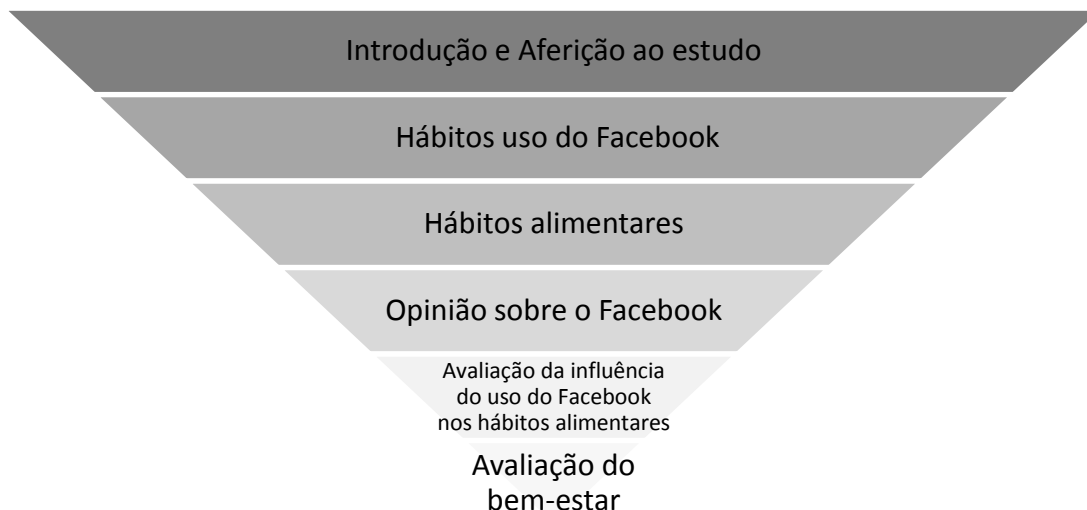 Introdução e Aferição ao estudo
Hábitos uso do Facebook
Hábitos alimentares
Opinião sobre o Facebook
Avaliação da influência
do uso do Facebook
nos hábitos alimentares
Avaliação do
bem-estar